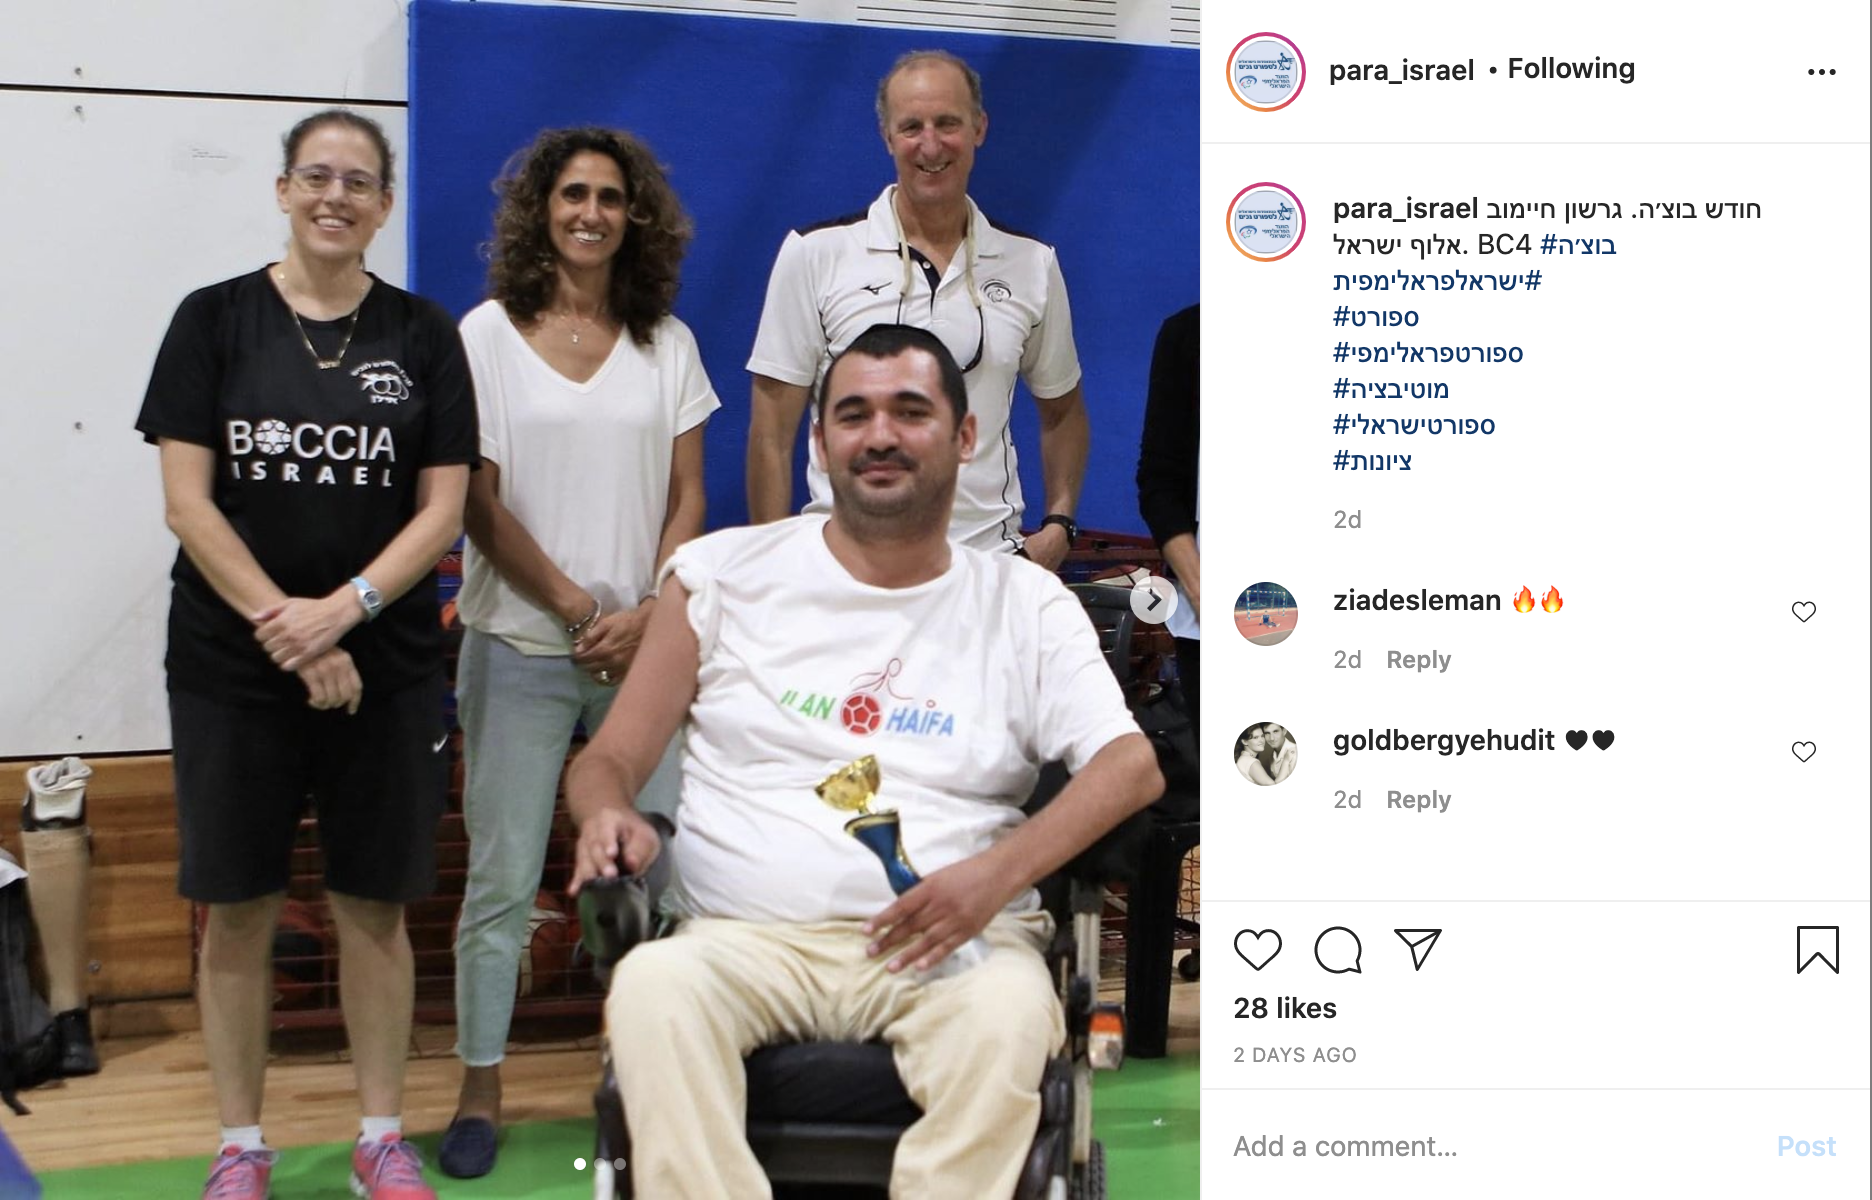 BOCCIA
ISRAEL
אילן
ILAN HAIFA
para_israel • Following
para_israel חודש בוצ׳ה. גרשון חיימוב
אלוף ישראל. BC4 #בוצ׳ה
#ישראלפראלימפית
#ספורט
#ספורטפראלימפי
#מוטיבציה
#ספורטישראלי
#ציונות
2d
ziadesleman 🔥🔥
2d Reply
goldbergyehudit 🖤🖤
2d Reply
28 likes
2 DAYS AGO
Add a comment... Post